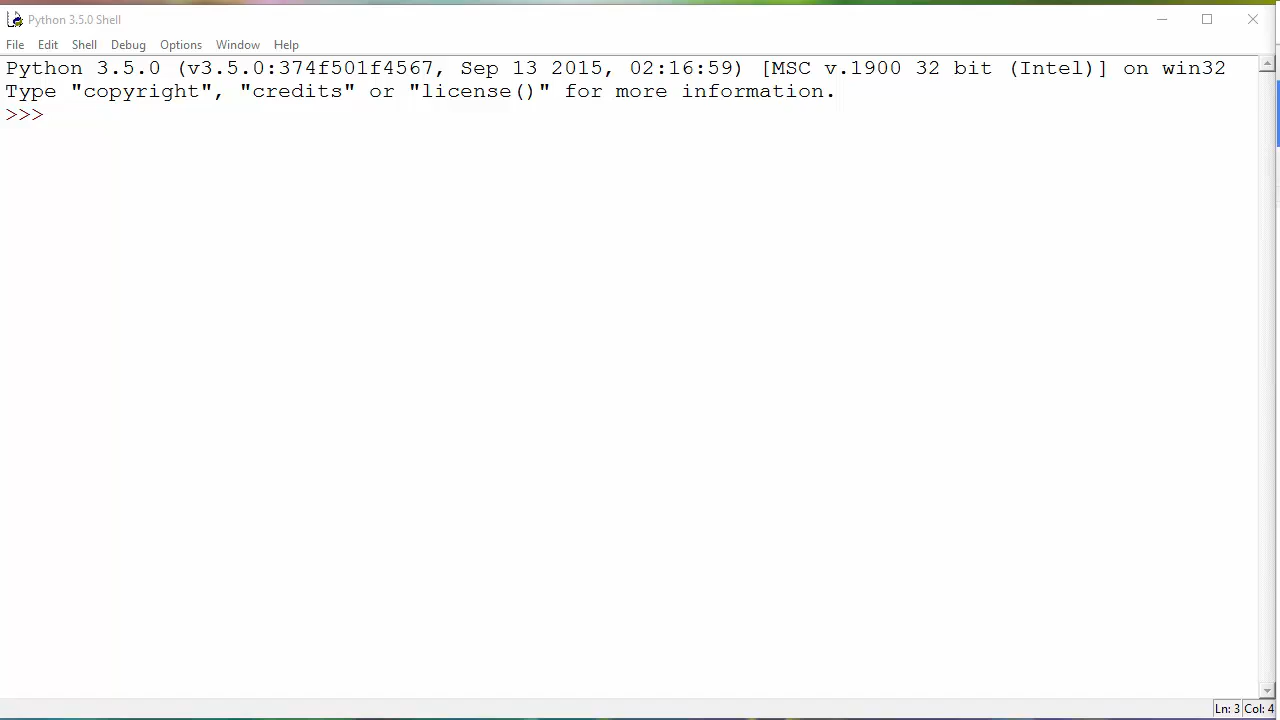 Python 3.5.0 Shell
File Edit Shell Debug Options Window Help
Python 3.5.0 (v3.5.0:374f501f4567, Sep 13 2015, 02:16:59) [MSC v.1900 32 bit (Intel)] on win32
Type "copyright", "credits" or "license()" for more information.
>>>
Ln: 3 Col: 4